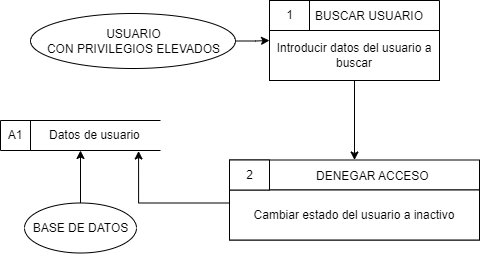 1
BUSCAR USUARIO
USUARIO
CON PRIVILEGIOS ELEVADOS
Introducir datos del usuario a
buscar
A1
Datos de usuario
2
DENEGAR ACCESO
Cambiar estado del usuario a inactivo
BASE DE DATOS